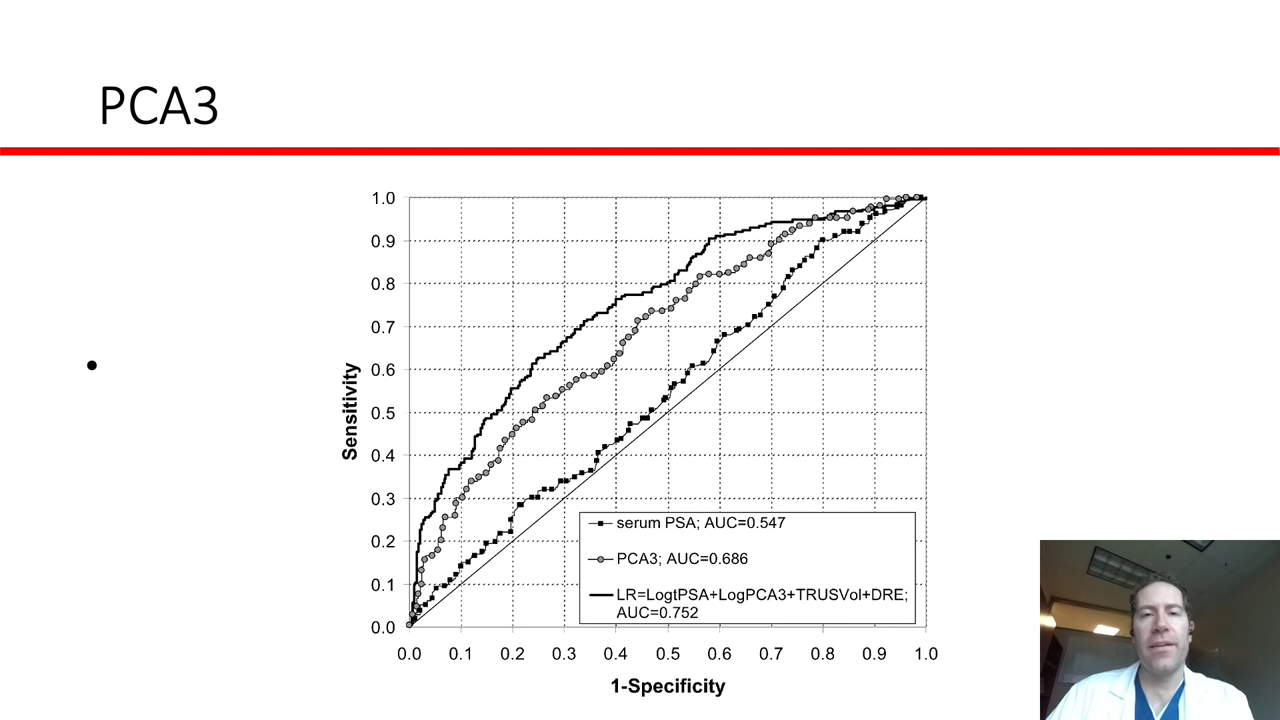 PCA3
•
1.0
0.9
0.8
0.7
0.6
0.5
0.4
0.3
0.2
0.1
0.0
Sensitivity
serum PSA; AUC=0.547
PCA3; AUC=0.686
LR=LogtPSA+LogPCA3+TRUSVol+DRE;
AUC=0.752
0.0 0.1 0.2 0.3 0.4 0.5 0.6 0.7 0.8 0.9 1.0
1-Specificity